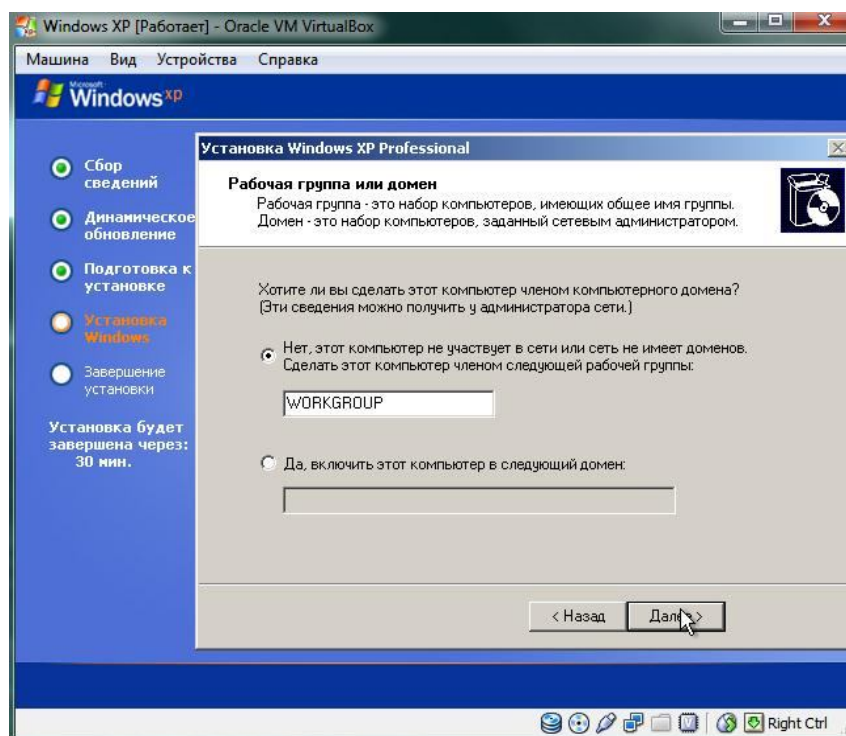 Windows XP [Работает] - Oracle VM VirtualBox
Машина Вид Устройства Справка
Microsoft
Windows xp
Сбор
сведений
Динамическое
обновление
Подготовка к
установке
Установка
Windows
Завершение
установки
Установка будет
завершена через:
30 мин.
Установка Windows XP Professional
Рабочая группа или домен
Рабочая группа - это набор компьютеров, имеющих общее имя группы.
Домен - это набор компьютеров, заданный сетевым администратором.
Хотите ли вы сделать этот компьютер членом компьютерного домена?
(Эти сведения можно получить у администратора сети.)
Нет, этот компьютер не участвует в сети или сеть не имеет доменов.
Сделать этот компьютер членом следующей рабочей группы:
WORKGROUP
Да, включить этот компьютер в следующий домен:
< Назад
Далее >
Right Ctrl